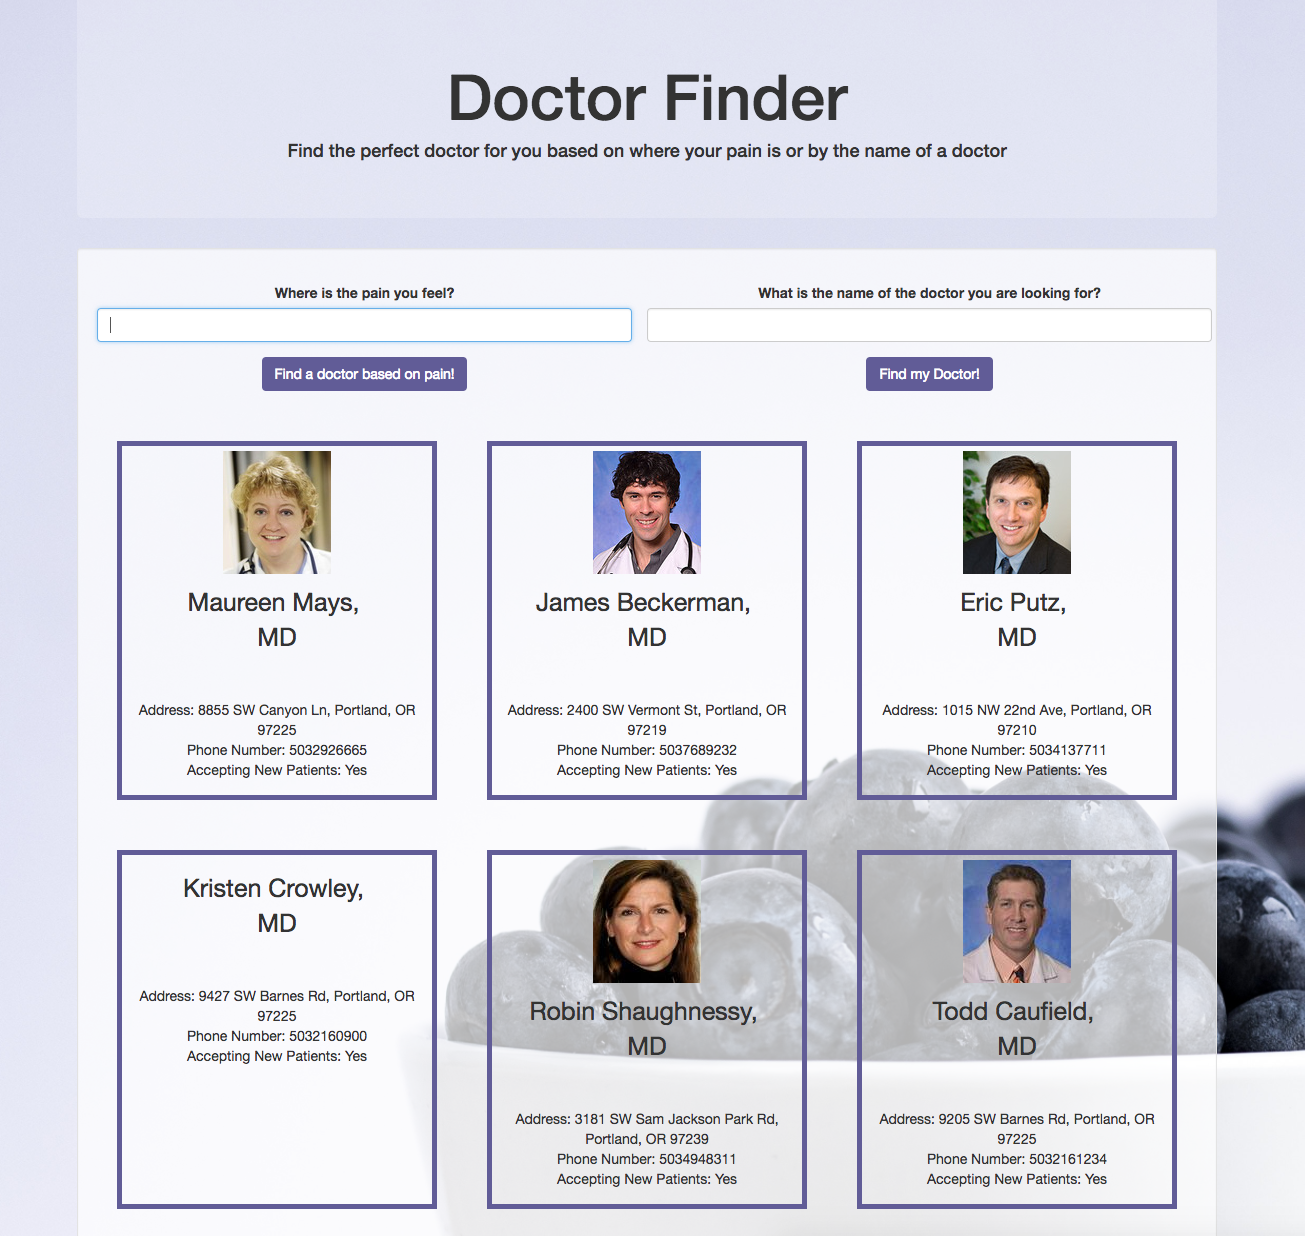 Doctor Finder
Find the perfect doctor for you based on where your pain is or by the name of a doctor
Where is the pain you feel?
What is the name of the doctor you are looking for?
Find a doctor based on pain!
Find my Doctor!
Maureen Mays,
MD
Address: 8855 SW Canyon Ln, Portland, OR
97225
Phone Number: 5032926665
Accepting New Patients: Yes
James Beckerman,
MD
Address: 2400 SW Vermont St, Portland, OR
97219
Phone Number: 5037689232
Accepting New Patients: Yes
Eric Putz,
MD
Address: 1015 NW 22nd Ave, Portland, OR
97210
Phone Number: 5034137711
Accepting New Patients: Yes
Kristen Crowley,
MD
Address: 9427 SW Barnes Rd, Portland, OR
97225
Phone Number: 5032160900
Accepting New Patients: Yes
Robin Shaughnessy,
MD
Address: 3181 SW Sam Jackson Park Rd,
Portland, OR 97239
Phone Number: 5034948311
Accepting New Patients: Yes
Todd Caufield,
MD
Address: 9205 SW Barnes Rd, Portland, OR
97225
Phone Number: 5032161234
Accepting New Patients: Yes